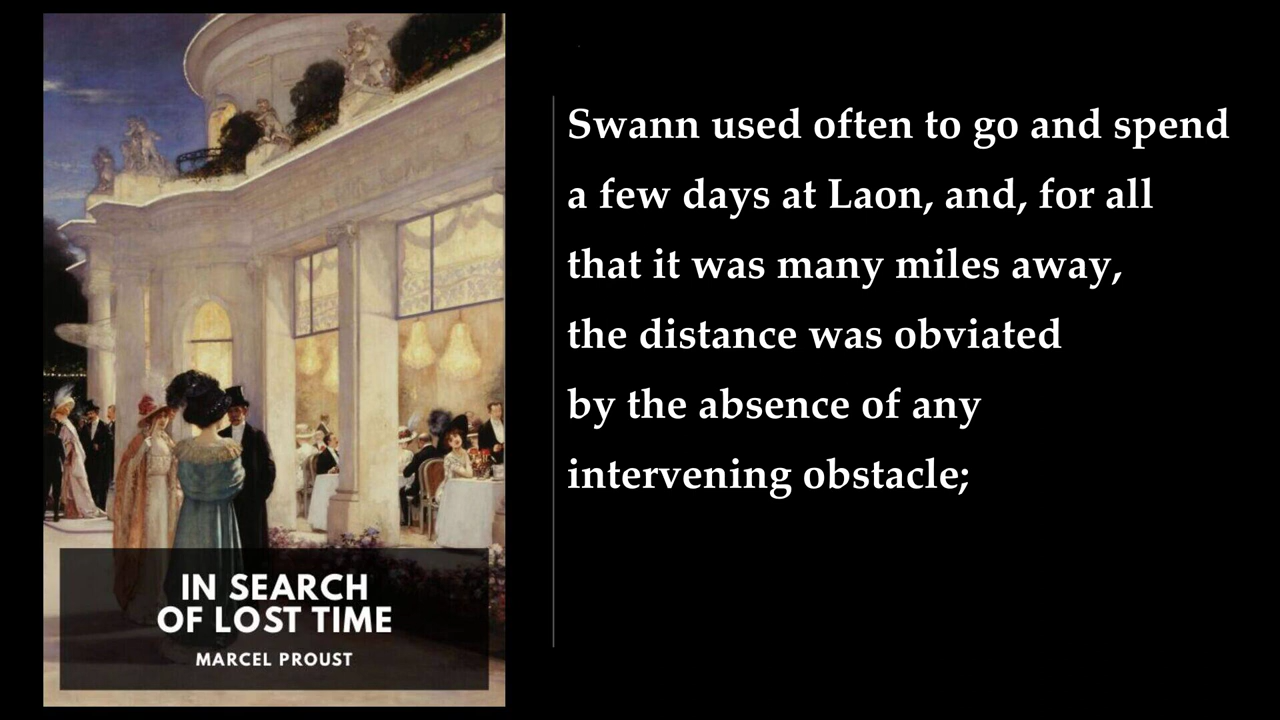 Swann used often to go and spend
a few days at Laon, and, for all
that it was many miles away,
the distance was obviated
by the absence of any
intervening obstacle;
IN SEARCH
OF LOST TIME
MARCEL PROUST